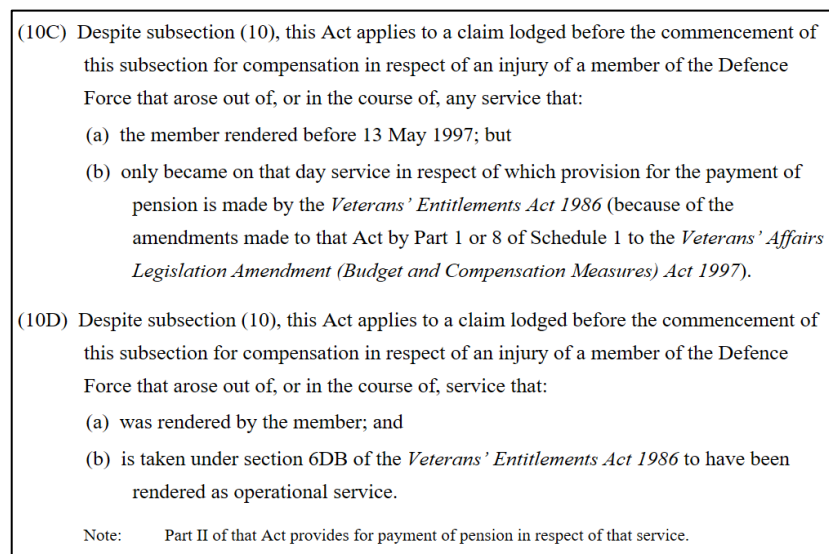 (10C) Despite subsection (10), this Act applies to a claim lodged before the commencement of
this subsection for compensation in respect of an injury of a member of the Defence
Force that arose out of, or in the course of, any service that:
(a) the member rendered before 13 May 1997; but
(b) only became on that day service in respect of which provision for the payment of
pension is made by the Veterans’ Entitlements Act 1986 (because of the
amendments made to that Act by Part 1 or 8 of Schedule 1 to the Veterans’ Affairs
Legislation Amendment (Budget and Compensation Measures) Act 1997).
(10D) Despite subsection (10), this Act applies to a claim lodged before the commencement of
this subsection for compensation in respect of an injury of a member of the Defence
Force that arose out of, or in the course of, service that:
(a) was rendered by the member; and
(b) is taken under section 6DB of the Veterans’ Entitlements Act 1986 to have been
rendered as operational service.
Note: Part II of that Act provides for payment of pension in respect of that service.